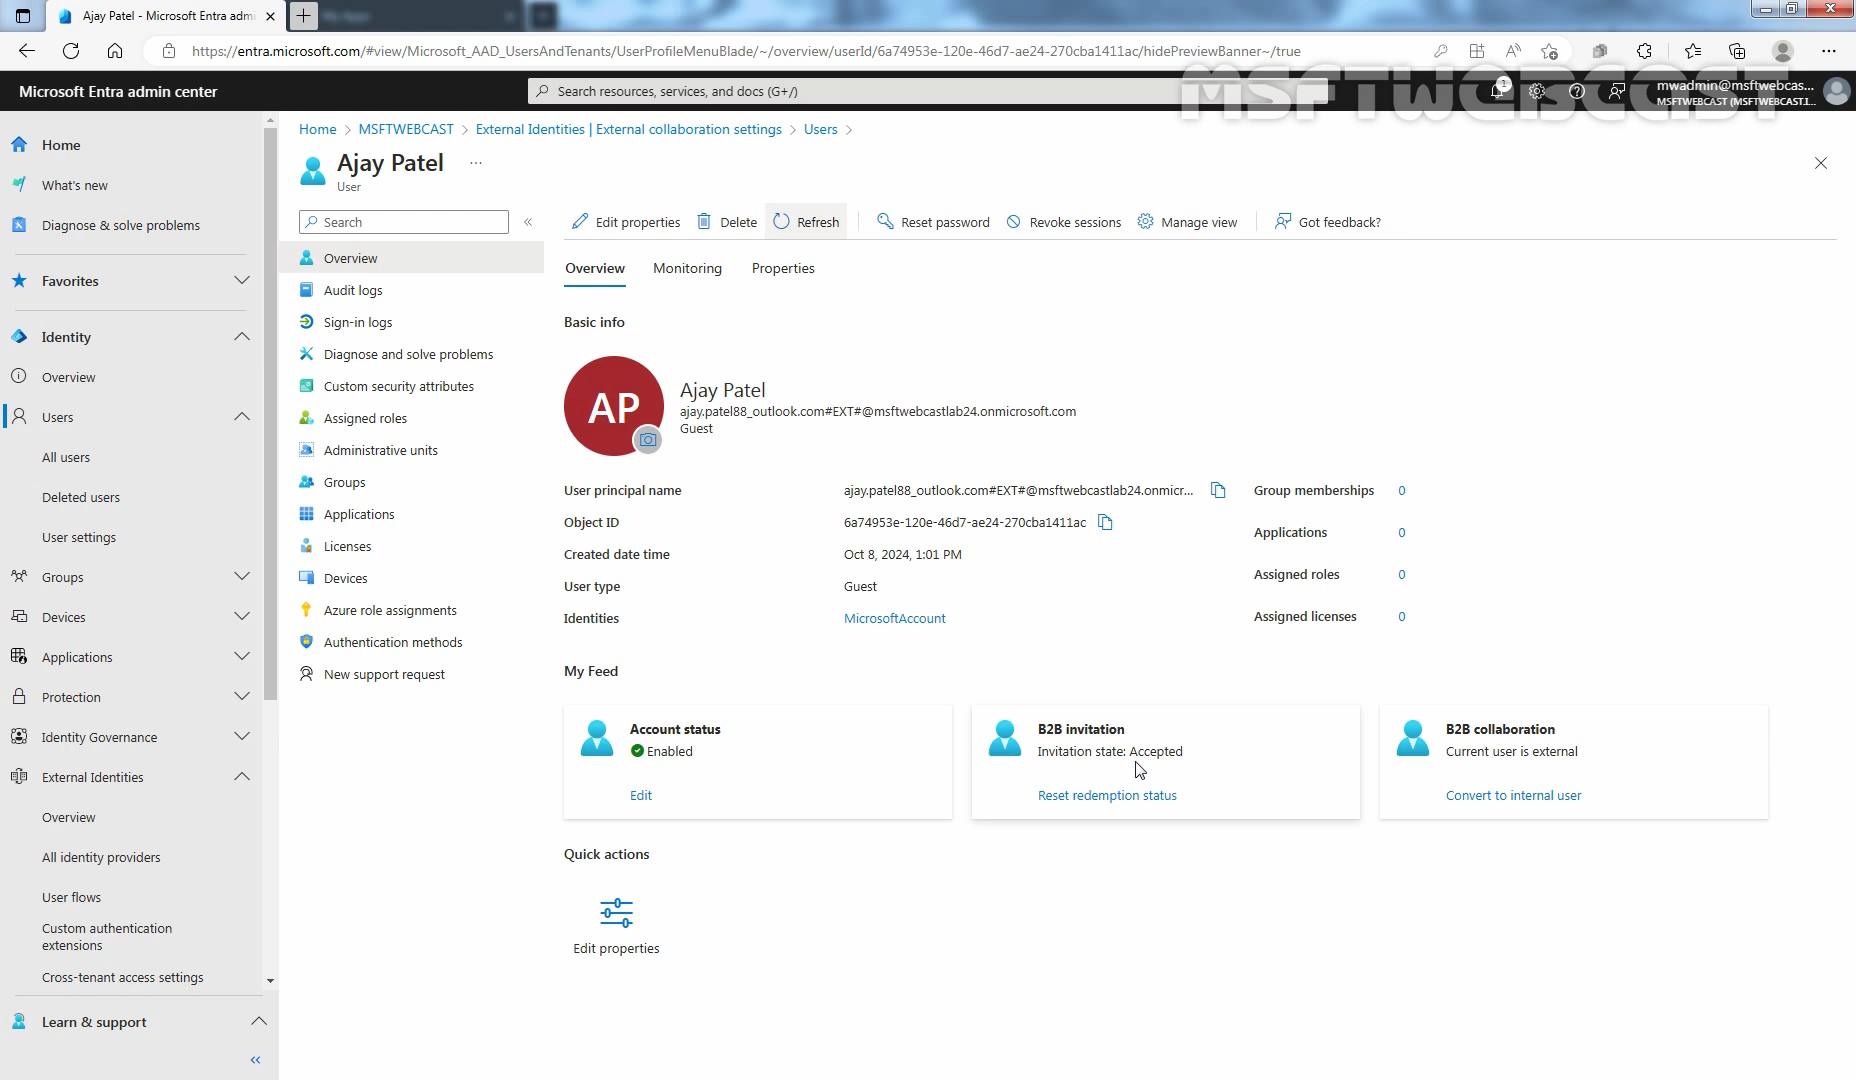 Ajay Patel - Microsoft Entra admi
My Apps
https://entra.microsoft.com/#view/Microsoft_AAD_UsersAndTenants/UserProfileMenuBlade/~/overview/userId/6a74953e-120e-46d7-ae24-270cba1411ac/hidePreviewBanner~/true
MSFTWEBCAST
Microsoft Entra admin center
Search resources, services, and docs (G+/)
1
mwadmin@msftwebcas...
MSFTWEBCAST (MSFTWEBCAST.I...
Home
What's new
Diagnose & solve problems
Favorites
Identity
Overview
Users
All users
Deleted users
User settings
Groups
Devices
Applications
Protection
Identity Governance
External Identities
Overview
All identity providers
User flows
Custom authentication
extensions
Cross-tenant access settings
Learn & support
Home > MSFTWEBCAST > External Identities | External collaboration settings > Users >
Ajay Patel ...
User
Search
Overview
Audit logs
Sign-in logs
Diagnose and solve problems
Custom security attributes
Assigned roles
Administrative units
Groups
Applications
Licenses
Devices
Azure role assignments
Authentication methods
New support request
Edit properties Delete Refresh Reset password Revoke sessions Manage view Got feedback?
Overview Monitoring Properties
Basic info
AP
Ajay Patel
ajay.patel88_outlook.com#EXT#@msftwebcastlab24.onmicrosoft.com
Guest
User principal name ajay.patel88_outlook.com#EXT#@msftwebcastlab24.onmicr...
Object ID 6a74953e-120e-46d7-ae24-270cba1411ac
Created date time Oct 8, 2024, 1:01 PM
User type Guest
Identities MicrosoftAccount
Group memberships 0
Applications 0
Assigned roles 0
Assigned licenses 0
My Feed
Account status
Enabled
Edit
B2B invitation
Invitation state: Accepted
Reset redemption status
B2B collaboration
Current user is external
Convert to internal user
Quick actions
Edit properties